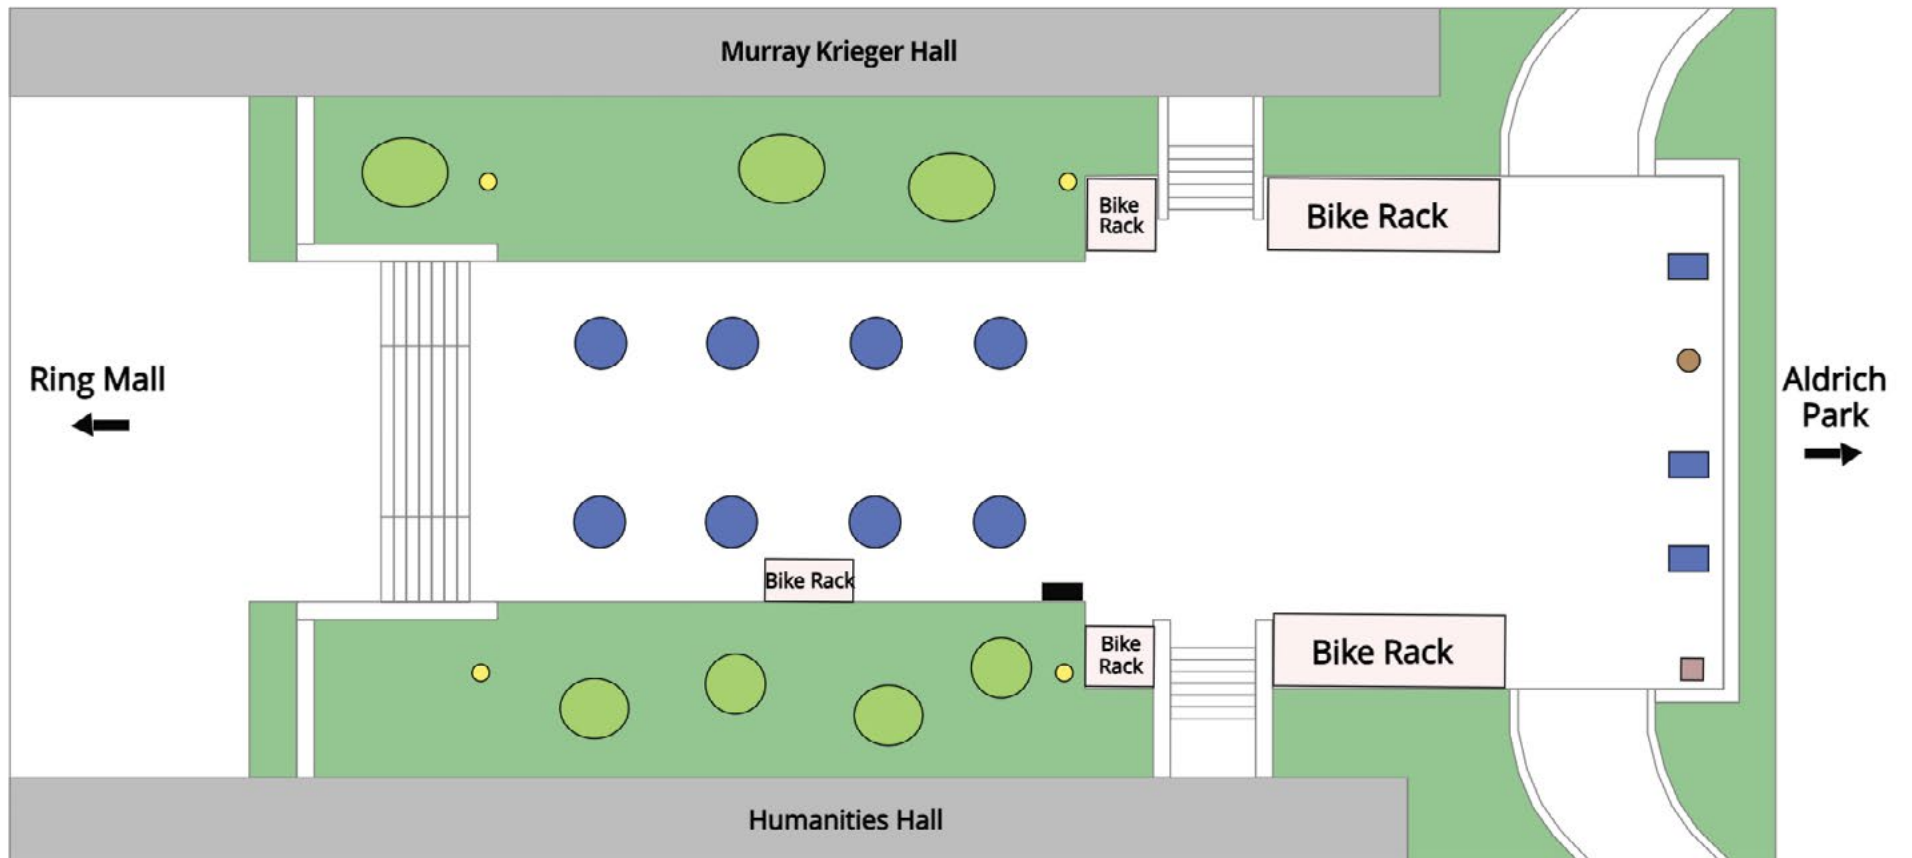 Murray Krieger Hall
Bike
Rack
Bike Rack
Ring Mall
Aldrich
Park
Bike Rack
Bike
Rack
Bike Rack
Humanities Hall